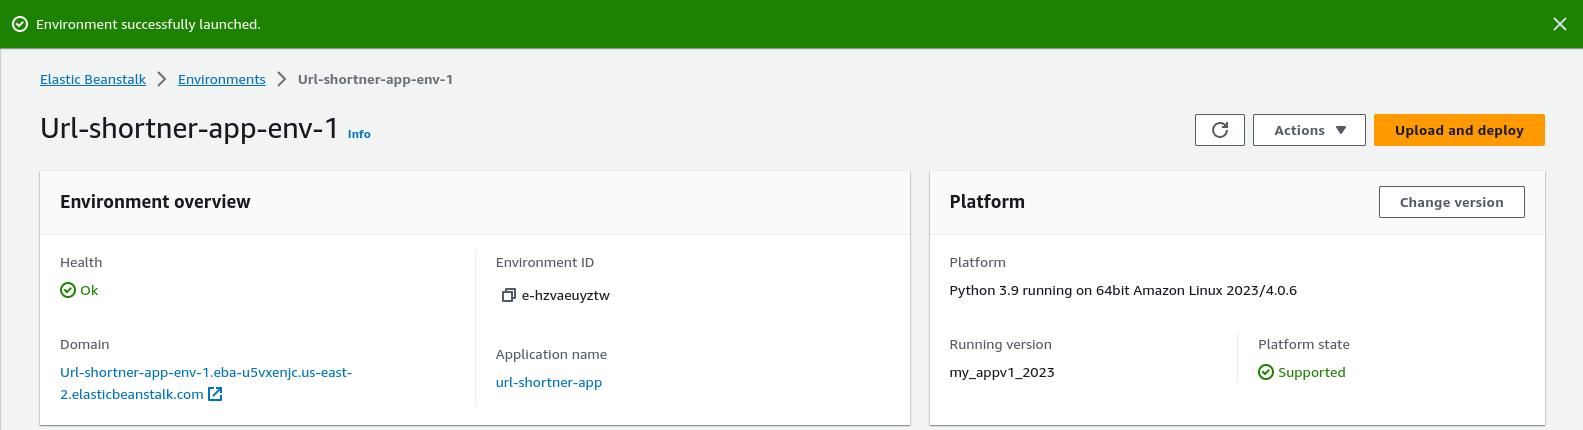 Environment successfully launched.
Elastic Beanstalk > Environments > Url-shortner-app-env-1
Url-shortner-app-env-1 Info
Actions
Upload and deploy
Environment overview
Health
Ok
Environment ID
e-hzvaeuyztw
Domain
Url-shortner-app-env-1.eba-u5vxenjc.us-east-
2.elasticbeanstalk.com
Application name
url-shortner-app
Platform
Change version
Platform
Python 3.9 running on 64bit Amazon Linux 2023/4.0.6
Running version
my_appv1_2023
Platform state
Supported